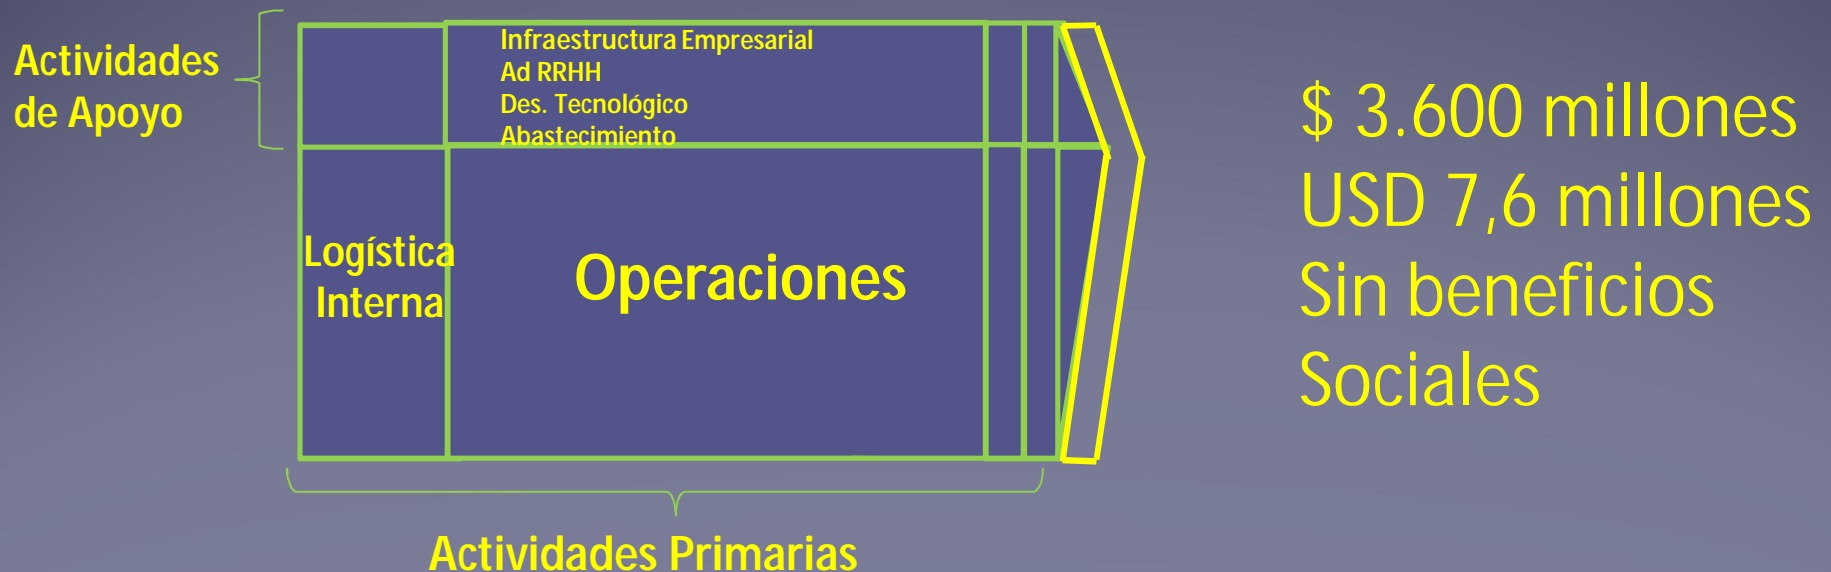 Actividades
de Apoyo
Infraestructura Empresarial
Ad RRHH
Des. Tecnológico
Abastecimiento
Logística
Interna
Operaciones
Actividades Primarias
$ 3.600 millones
USD 7,6 millones
Sin beneficios
Sociales